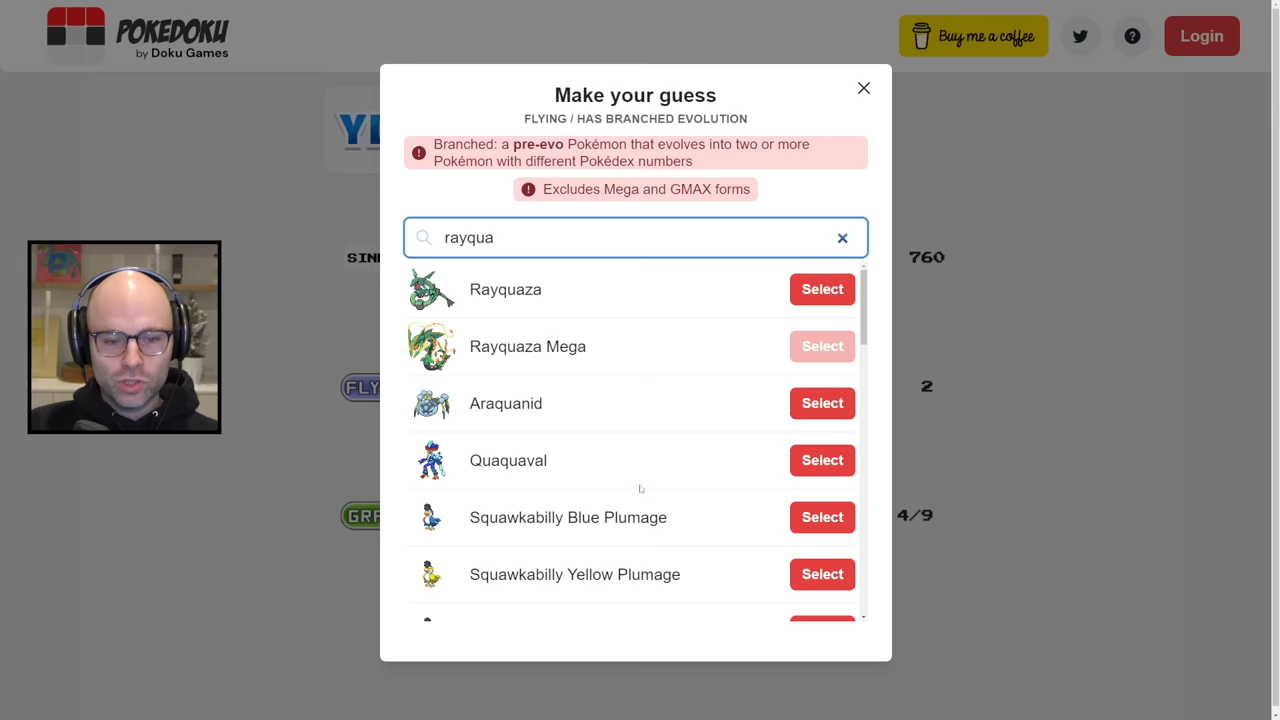 POKEDOKU
by Doku Games
Buy me a coffee
Login
Make your guess
FLYING / HAS BRANCHED EVOLUTION
Branched: a pre-evo Pokémon that evolves into two or more
Pokémon with different Pokédex numbers
Excludes Mega and GMAX forms
rayqua
Rayquaza
Select
Rayquaza Mega
Select
Araquanid
Select
Quaquaval
Select
Squawkabilly Blue Plumage
Select
Squawkabilly Yellow Plumage
Select
760
2
4/9